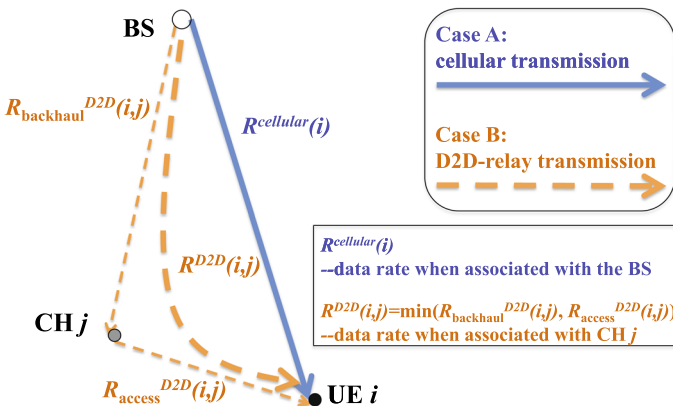 BS
Case A:
cellular transmission
R_backhaul^D2D(i,j)
R^cellular(i)
Case B:
D2D-relay transmission
R^cellular(i)
--data rate when associated with the BS
R^D2D(i,j)
R^D2D(i,j)=min(R_backhaul^D2D(i,j), R_access^D2D(i,j))
--data rate when associated with CH j
CH j
R_access^D2D(i,j)
UE i